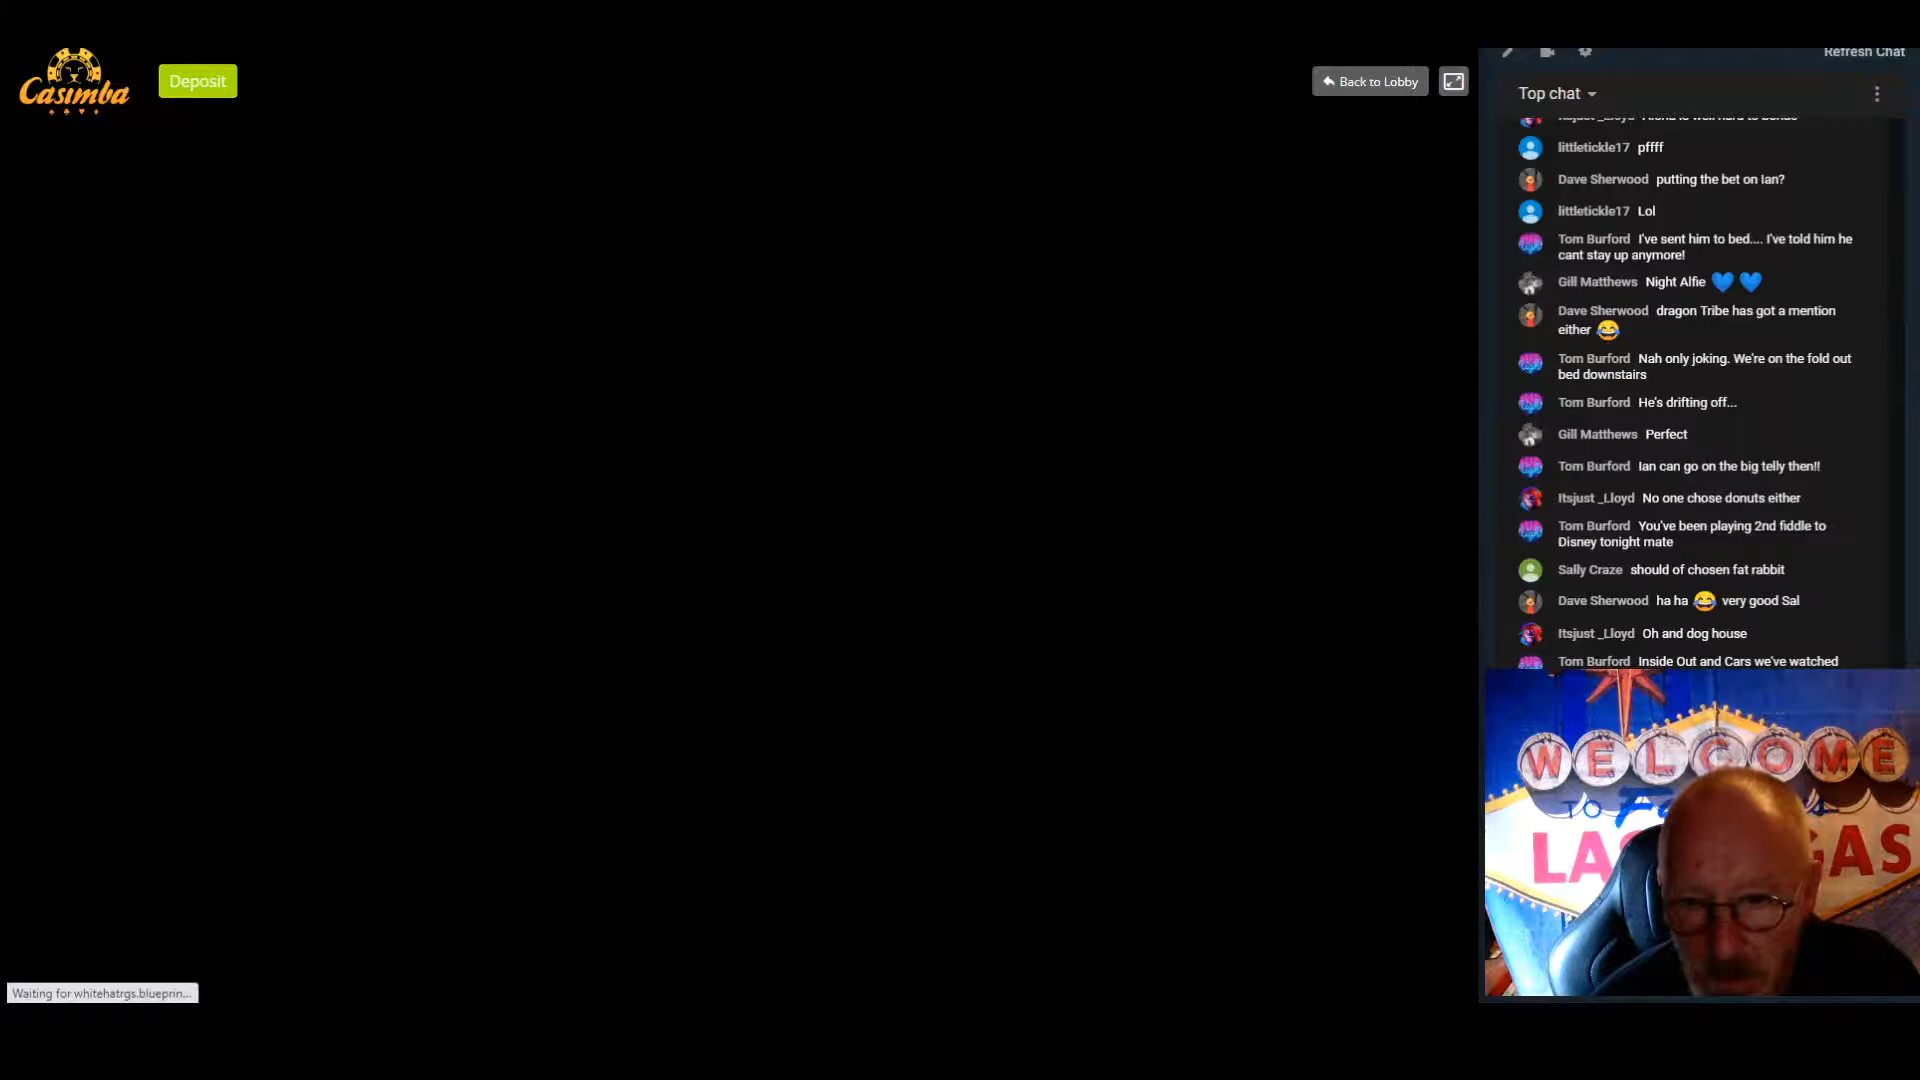 Casimba
Deposit
Back to Lobby
Refresh Chat
Top chat
littletickle17 pffff
Dave Sherwood putting the bet on Ian?
littletickle17 Lol
Tom Burford I've sent him to bed.... I've told him he
cant stay up anymore!
Gill Matthews Night Alfie 💙 💙
Dave Sherwood dragon Tribe has got a mention
either 😂
Tom Burford Nah only joking. We're on the fold out
bed downstairs
Tom Burford He's drifting off...
Gill Matthews Perfect
Tom Burford Ian can go on the big telly then!!
Itsjust _Lloyd No one chose donuts either
Tom Burford You've been playing 2nd fiddle to
Disney tonight mate
Sally Craze should of chosen fat rabbit
Dave Sherwood ha ha 😂 very good Sal
Itsjust _Lloyd Oh and dog house
Tom Burford Inside Out and Cars we've watched
WELCOME
TO
LAS GAS
Waiting for whitehatrgs.blueprin...